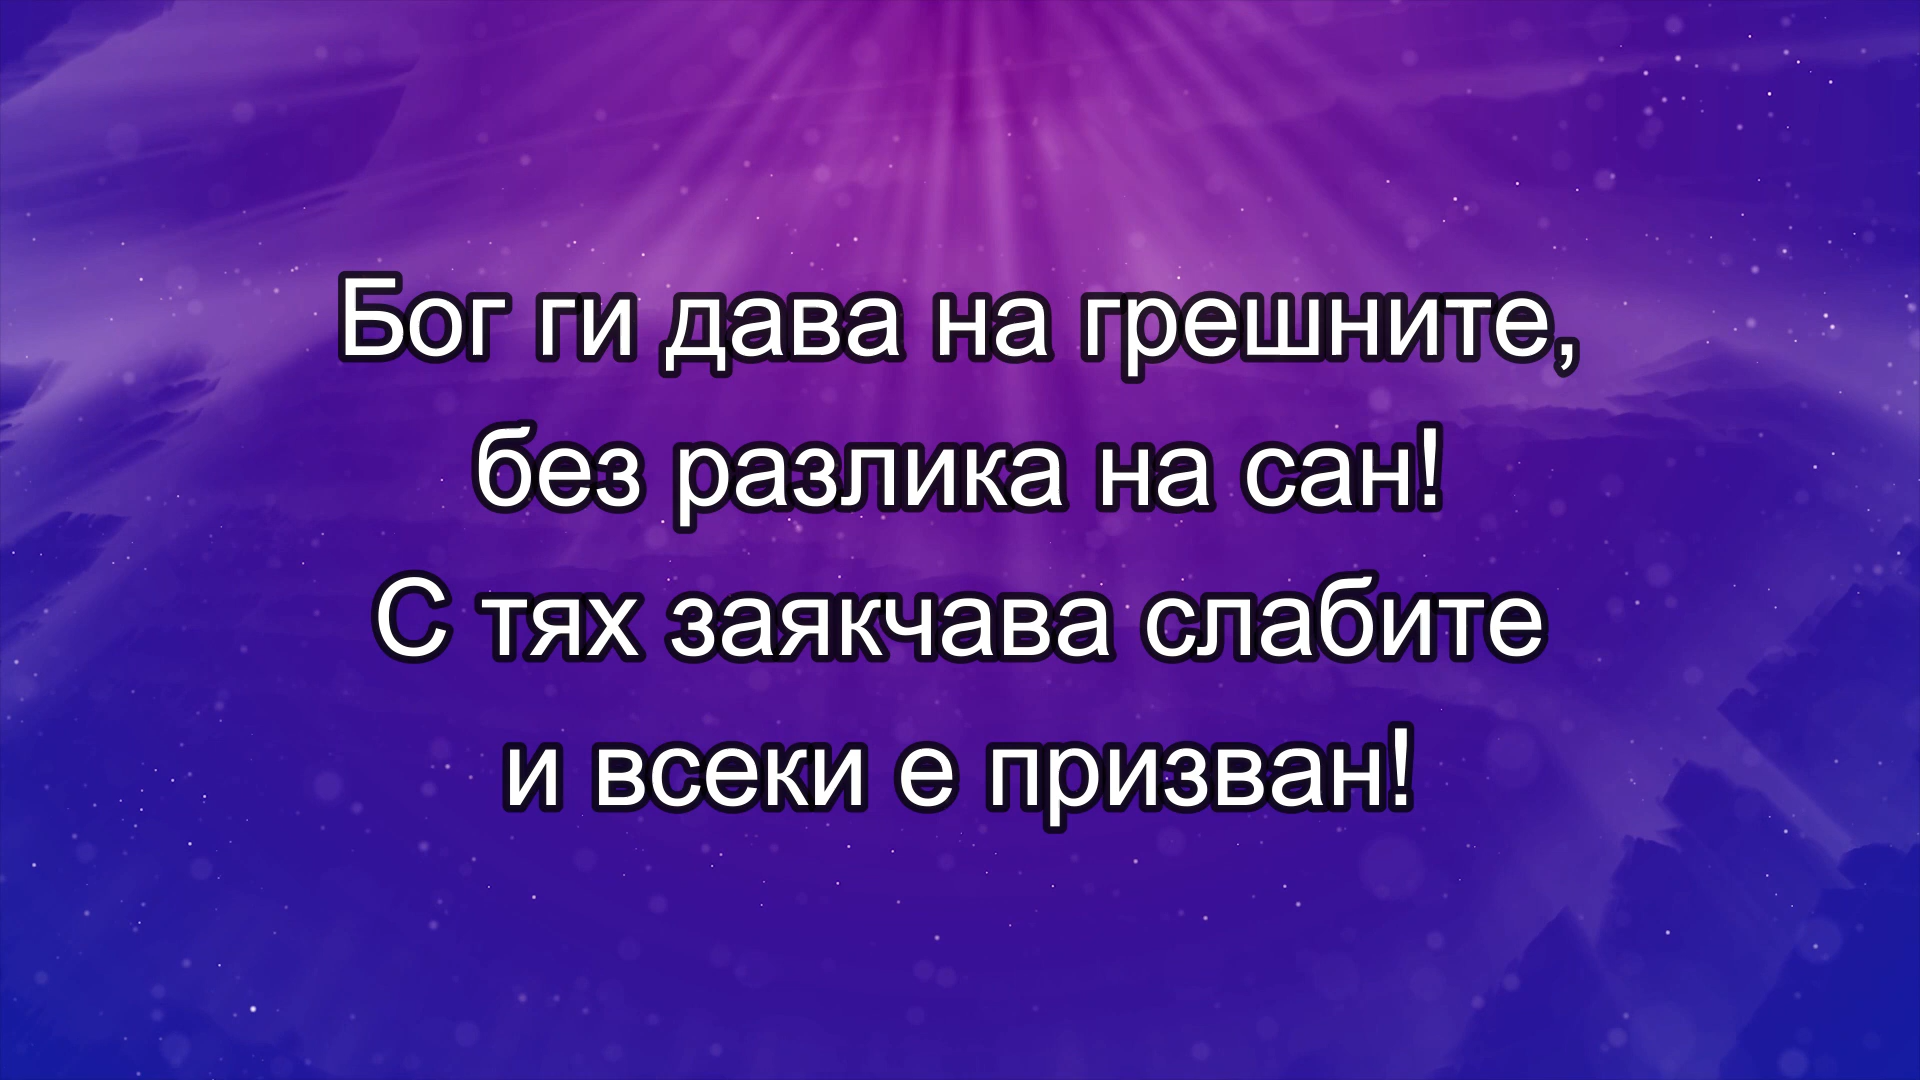 Бог ги дава на грешните,
без разлика на сан!
С тях заякчава слабите
и всеки е призван!